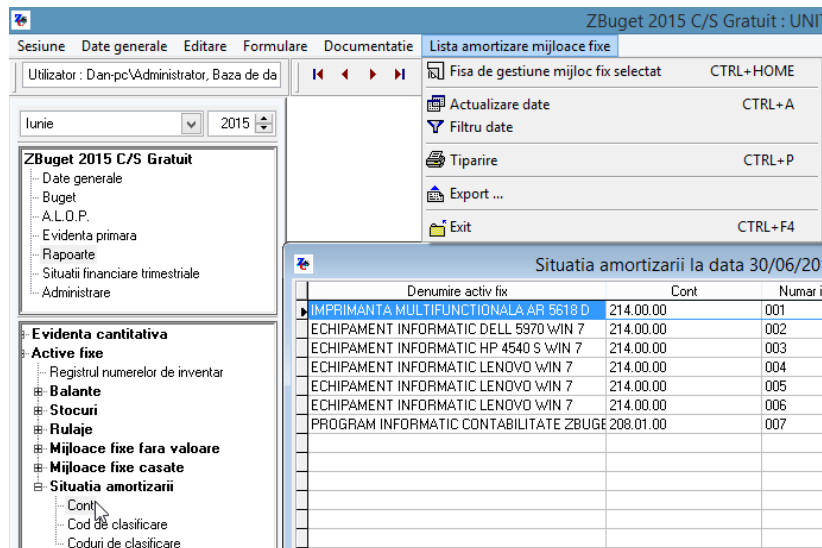 ZBuget 2015 C/S Gratuit : UNI
Sesiune Date generale Editare Formulare Documentatie Lista amortizare mijloace fixe
Utilizator : Dan-pc\Administrator, Baza de da
Fisa de gestiune mijloc fix selectat CTRL+HOME
Actualizare date CTRL+A
Filtru date
Tiparire CTRL+P
Export ...
Exit CTRL+F4
Iunie 2015
ZBuget 2015 C/S Gratuit
Date generale
Buget
A.L.O.P.
Evidenta primara
Rapoarte
Situatii financiare trimestriale
Administrare
Evidenta cantitativa
Active fixe
Registrul numerelor de inventar
Balante
Stocuri
Rulaje
Mijloace fixe fara valoare
Mijloace fixe casate
Situatia amortizarii
Cont
Cod de clasificare
Coduri de clasificare
Situatia amortizarii la data 30/06/20
Denumire activ fix Cont Numar i
IMPRIMANTA MULTIFUNCTIONALA AR 5618 D 214.00.00 001
ECHIPAMENT INFORMATIC DELL 5970 WIN 7 214.00.00 002
ECHIPAMENT INFORMATIC HP 4540 S WIN 7 214.00.00 003
ECHIPAMENT INFORMATIC LENOVO WIN 7 214.00.00 004
ECHIPAMENT INFORMATIC LENOVO WIN 7 214.00.00 005
ECHIPAMENT INFORMATIC LENOVO WIN 7 214.00.00 006
PROGRAM INFORMATIC CONTABILITATE ZBUGE 208.01.00 007